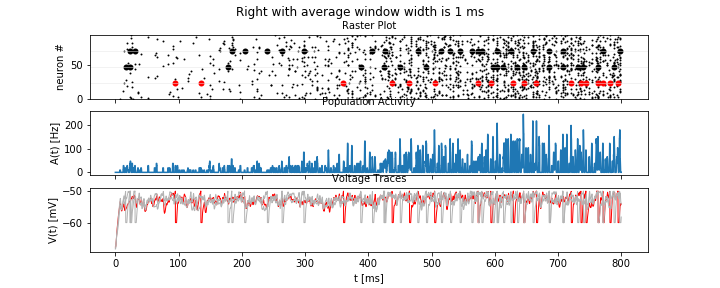 Right with average window width is 1 ms
Raster Plot
neuron #
50
0
Population Activity
A(t) [Hz]
200
100
0
Voltage Traces
V(t) [mV]
−50
−60
0 100 200 300 400 500 600 700 800
t [ms]